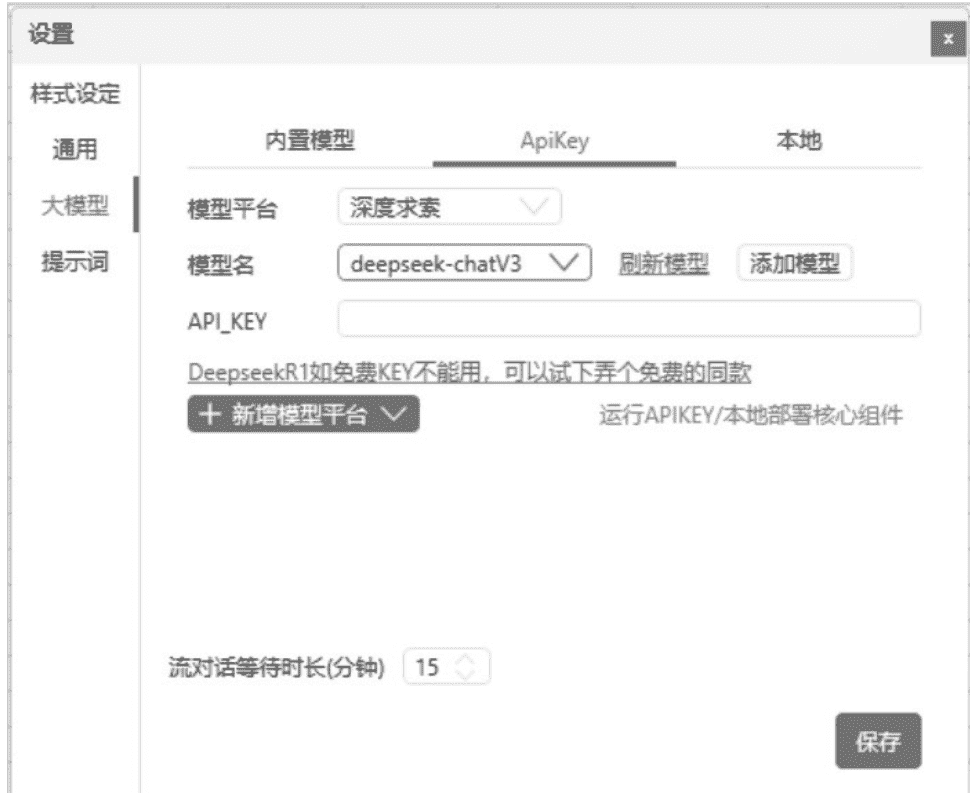 设置
x
样式设定
通用
大模型
提示词
内置模型 ApiKey 本地
模型平台 深度求索
模型名 deepseek-chatV3 刷新模型 添加模型
API_KEY
DeepseekR1如免费KEY不能用，可以试下弄个免费的同款
+ 新增模型平台 运行APIKEY/本地部署核心组件
流对话等待时长(分钟) 15
保存